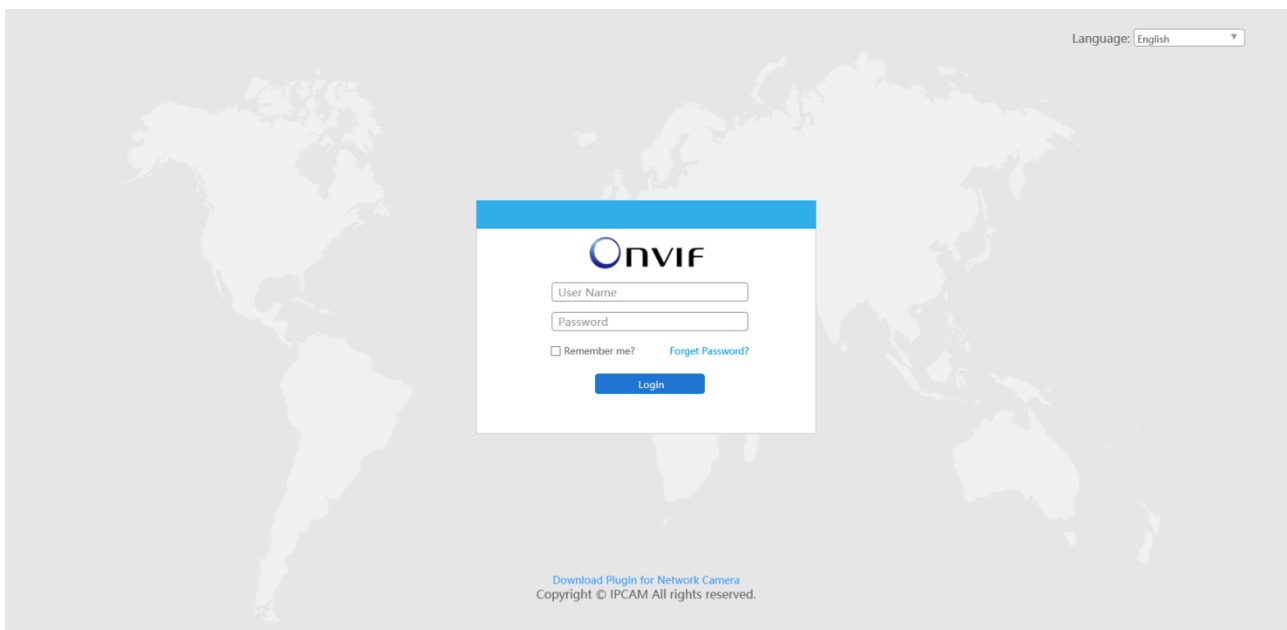 Language: English
ONVIF
User Name
Password
Remember me? Forget Password?
Login
Download Plugin for Network Camera
Copyright © IPCAM All rights reserved.